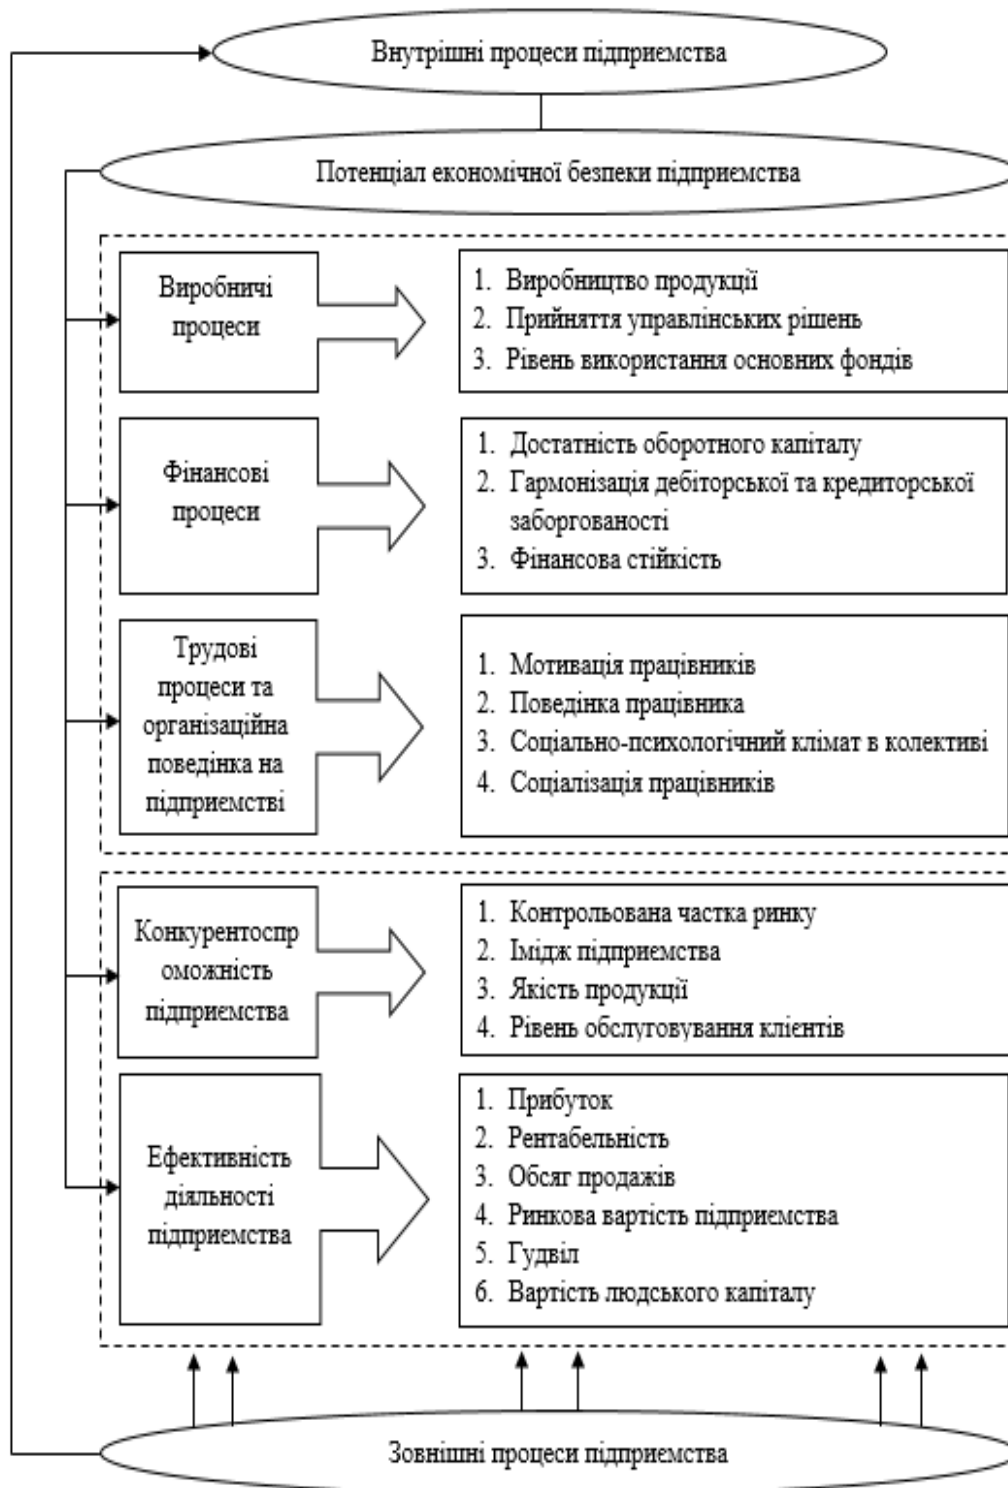 Внутрішні процеси підприємства
Потенціал економічної безпеки підприємства
Виробничі
процеси
1. Виробництво продукції
2. Прийняття управлінських рішень
3. Рівень використання основних фондів
Фінансові
процеси
1. Достатність оборотного капіталу
2. Гармонізація дебіторської та кредиторської
заборгованості
3. Фінансова стійкість
Трудові
процеси та
організаційна
поведінка на
підприємстві
1. Мотивація працівників
2. Поведінка працівника
3. Соціально-психологічний клімат в колективі
4. Соціалізація працівників
Конкурентоспр
оможність
підприємства
1. Контрольована частка ринку
2. Імідж підприємства
3. Якість продукції
4. Рівень обслуговування клієнтів
Ефективність
діяльності
підприємства
1. Прибуток
2. Рентабельність
3. Обсяг продажів
4. Ринкова вартість підприємства
5. Гудвіл
6. Вартість людського капіталу
Зовнішні процеси підприємства